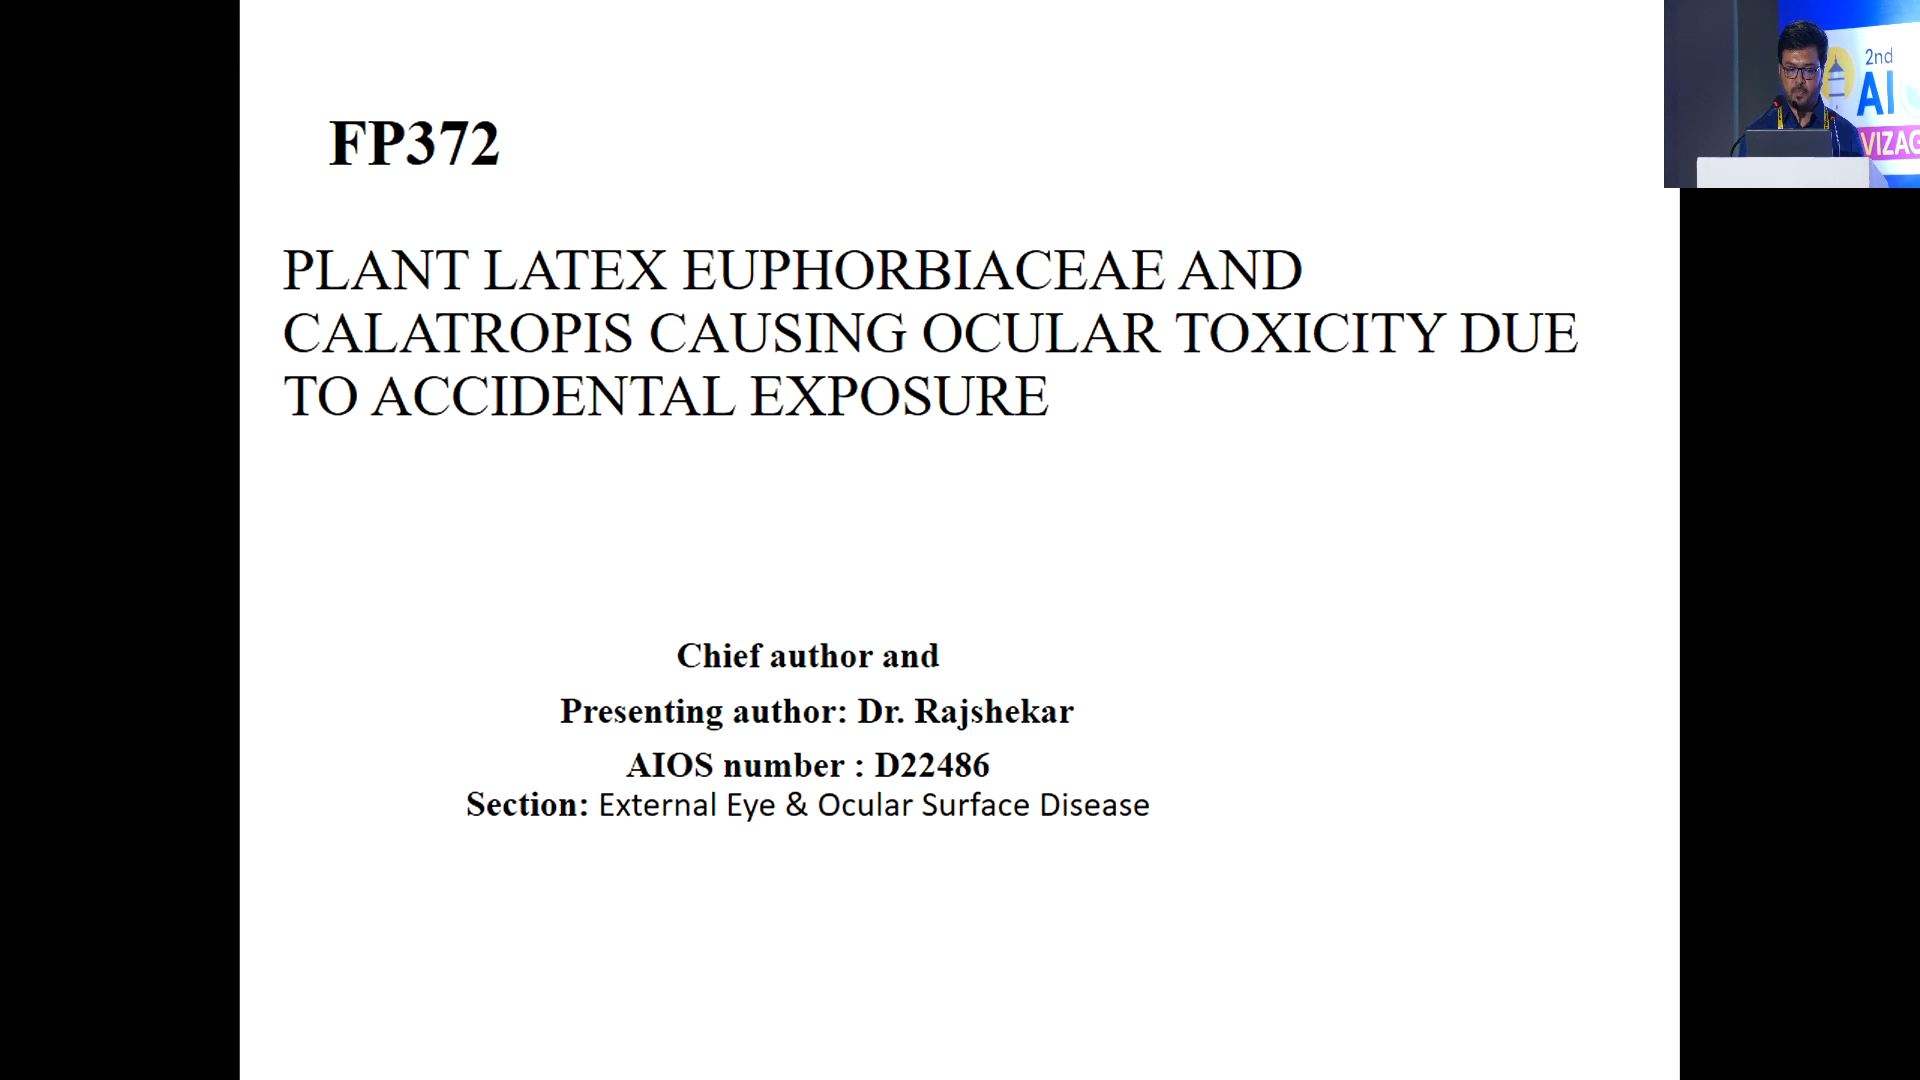 FP372
PLANT LATEX EUPHORBIACEAE AND
CALATROPIS CAUSING OCULAR TOXICITY DUE
TO ACCIDENTAL EXPOSURE
Chief author and
Presenting author: Dr. Rajshekar
AIOS number : D22486
Section: External Eye & Ocular Surface Disease
2nd
AI
VIZAG